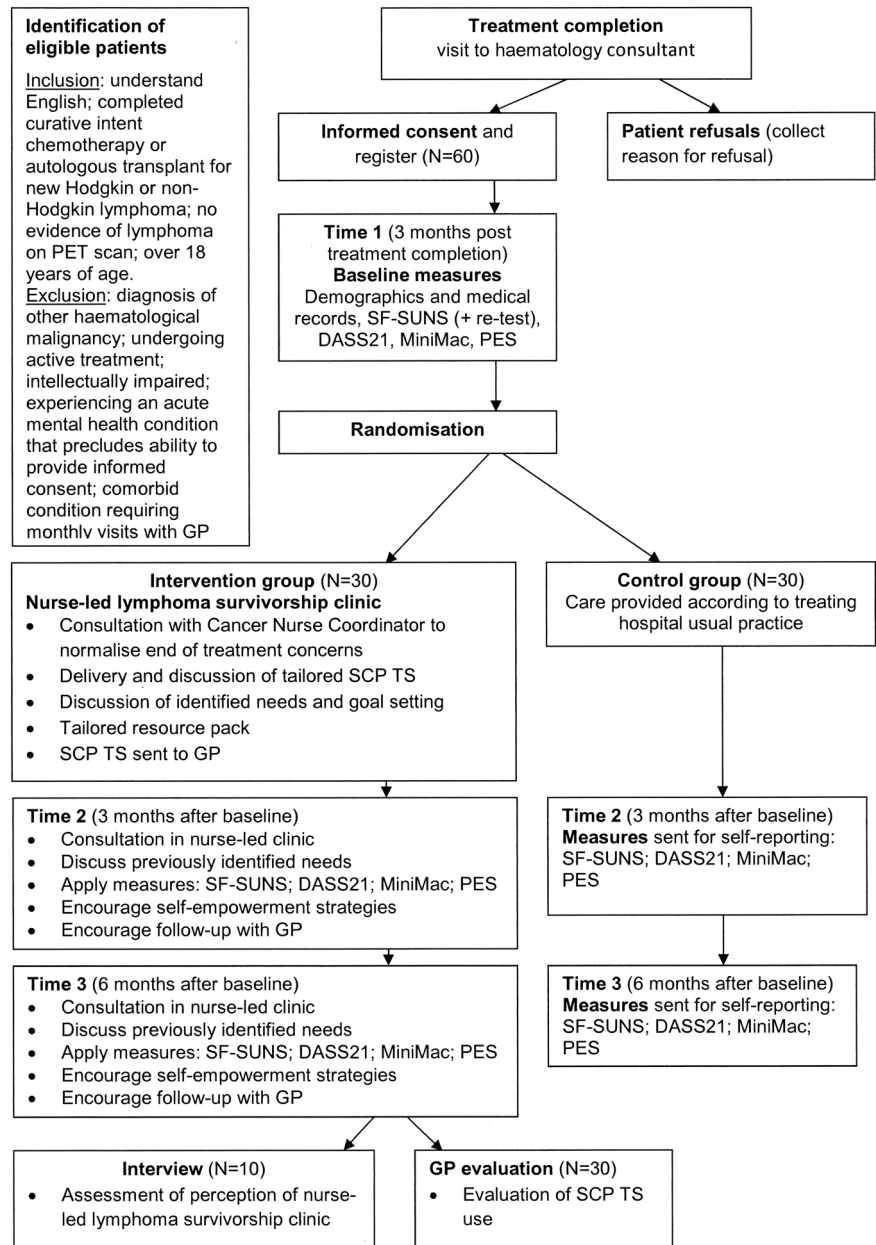 Identification of
eligible patients
Inclusion: understand
English; completed
curative intent
chemotherapy or
autologous transplant for
new Hodgkin or non-
Hodgkin lymphoma; no
evidence of lymphoma
on PET scan; over 18
years of age.
Exclusion: diagnosis of
other haematological
malignancy; undergoing
active treatment;
intellectually impaired;
experiencing an acute
mental health condition
that precludes ability to
provide informed
consent; comorbid
condition requiring
monthly visits with GP
Treatment completion
visit to haematology consultant
Informed consent and
register (N=60)
Patient refusals (collect
reason for refusal)
Time 1 (3 months post
treatment completion)
Baseline measures
Demographics and medical
records, SF-SUNS (+ re-test),
DASS21, MiniMac, PES
Randomisation
Intervention group (N=30)
Nurse-led lymphoma survivorship clinic
• Consultation with Cancer Nurse Coordinator to
normalise end of treatment concerns
• Delivery and discussion of tailored SCP TS
• Discussion of identified needs and goal setting
• Tailored resource pack
• SCP TS sent to GP
Control group (N=30)
Care provided according to treating
hospital usual practice
Time 2 (3 months after baseline)
• Consultation in nurse-led clinic
• Discuss previously identified needs
• Apply measures: SF-SUNS; DASS21; MiniMac; PES
• Encourage self-empowerment strategies
• Encourage follow-up with GP
Time 2 (3 months after baseline)
Measures sent for self-reporting:
SF-SUNS; DASS21; MiniMac;
PES
Time 3 (6 months after baseline)
• Consultation in nurse-led clinic
• Discuss previously identified needs
• Apply measures: SF-SUNS; DASS21; MiniMac; PES
• Encourage self-empowerment strategies
• Encourage follow-up with GP
Time 3 (6 months after baseline)
Measures sent for self-reporting:
SF-SUNS; DASS21; MiniMac;
PES
Interview (N=10)
• Assessment of perception of nurse-
led lymphoma survivorship clinic
GP evaluation (N=30)
• Evaluation of SCP TS
use